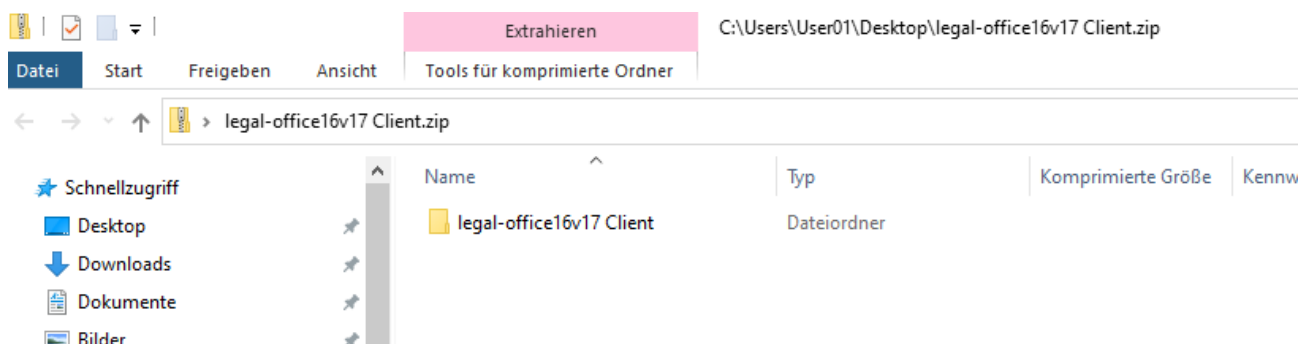 Extrahieren
C:\Users\User01\Desktop\legal-office16v17 Client.zip
Datei Start Freigeben Ansicht Tools für komprimierte Ordner
legal-office16v17 Client.zip
Name Typ Komprimierte Größe Kennw
Schnellzugriff
legal-office16v17 Client Dateiordner
Desktop
Downloads
Dokumente
Bilder